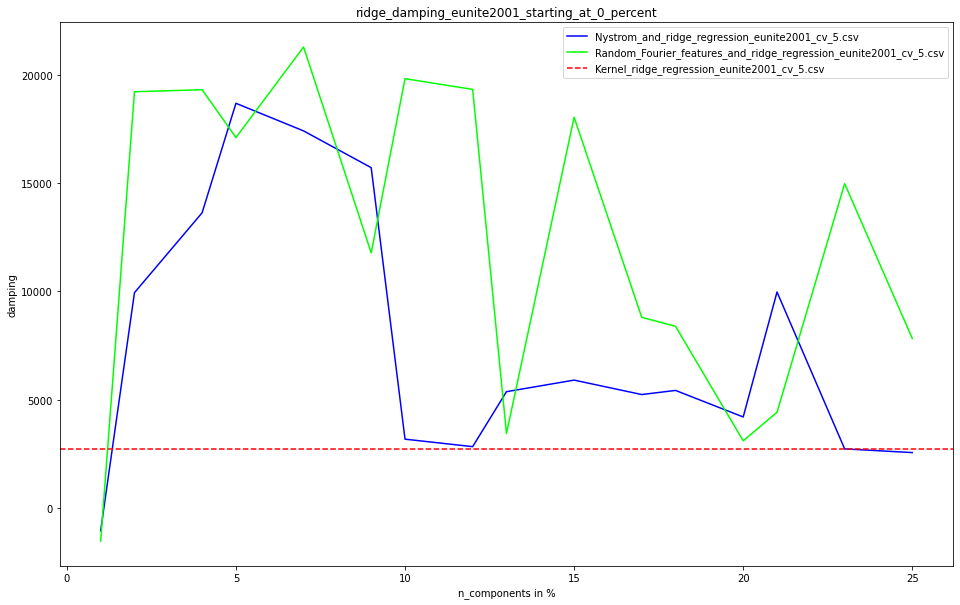 ridge_damping_eunite2001_starting_at_0_percent
Nystrom_and_ridge_regression_eunite2001_cv_5.csv
Random_Fourier_features_and_ridge_regression_eunite2001_cv_5.csv
Kernel_ridge_regression_eunite2001_cv_5.csv
20000
15000
10000
5000
0
damping
0 5 10 15 20 25
n_components in %